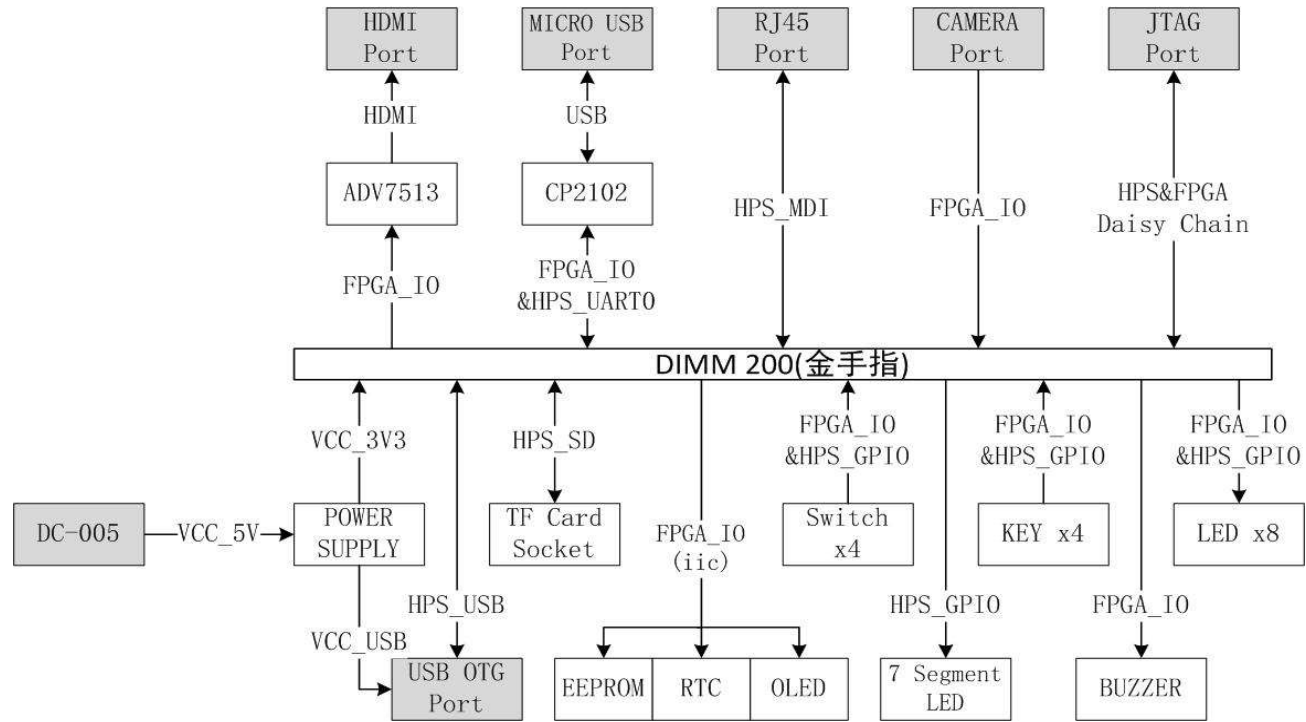 HDMI
Port
MICRO USB
Port
RJ45
Port
CAMERA
Port
JTAG
Port
HDMI
USB
ADV7513
CP2102
HPS_MDI
FPGA_IO
HPS&FPGA
Daisy Chain
FPGA_IO
FPGA_IO
&HPS_UART0
DIMM 200(金手指)
VCC_3V3
HPS_SD
FPGA_IO
&HPS_GPIO
FPGA_IO
&HPS_GPIO
FPGA_IO
&HPS_GPIO
DC-005
VCC_5V
POWER
SUPPLY
TF Card
Socket
FPGA_IO
(iic)
Switch
x4
KEY x4
LED x8
HPS_USB
HPS_GPIO
FPGA_IO
VCC_USB
USB OTG
Port
EEPROM
RTC
OLED
7 Segment
LED
BUZZER